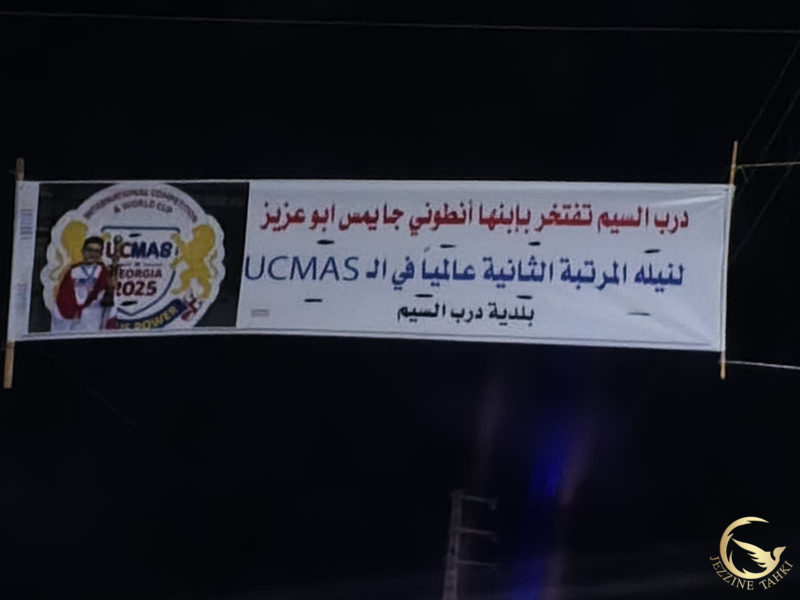 درب السيم تفتخر بإبنها أنطوني جايمس ابو عزيز
لنيله المرتبة الثانية عالمياً في الـ UCMAS
بلدية درب السيم
INTERNATIONAL COMPETITION
& WORLD CUP
UCMAS
GEORGIA
2025
POWER
JEZZINE TAHKI